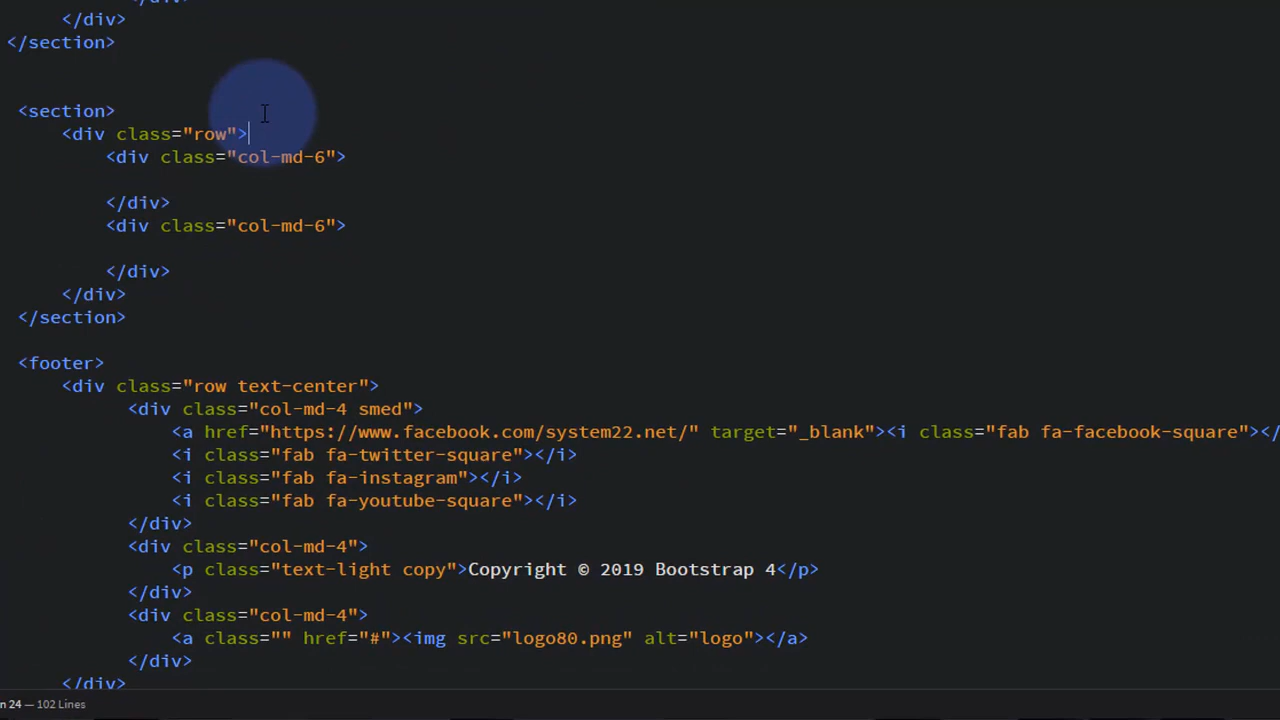 </div>
</section>
<section>
<div class="row">
<div class="col-md-6">
</div>
<div class="col-md-6">
</div>
</div>
</section>
<footer>
<div class="row text-center">
<div class="col-md-4 smed">
<a href="https://www.facebook.com/system22.net/" target="_blank"><i class="fab fa-facebook-square"></
<i class="fab fa-twitter-square"></i>
<i class="fab fa-instagram"></i>
<i class="fab fa-youtube-square"></i>
</div>
<div class="col-md-4">
<p class="text-light copy">Copyright © 2019 Bootstrap 4</p>
</div>
<div class="col-md-4">
<a class="" href="#"><img src="logo80.png" alt="logo"></a>
</div>
</div>
n 24 — 102 Lines